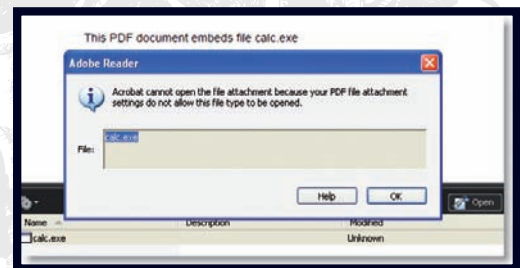 This PDF document embeds file calc.exe
Adobe Reader
Acrobat cannot open the file attachment because your PDF file attachment
settings do not allow this file type to be opened.
File:
calc.exe
Help
OK
Open
Name
Description
Modified
calc.exe
Unknown